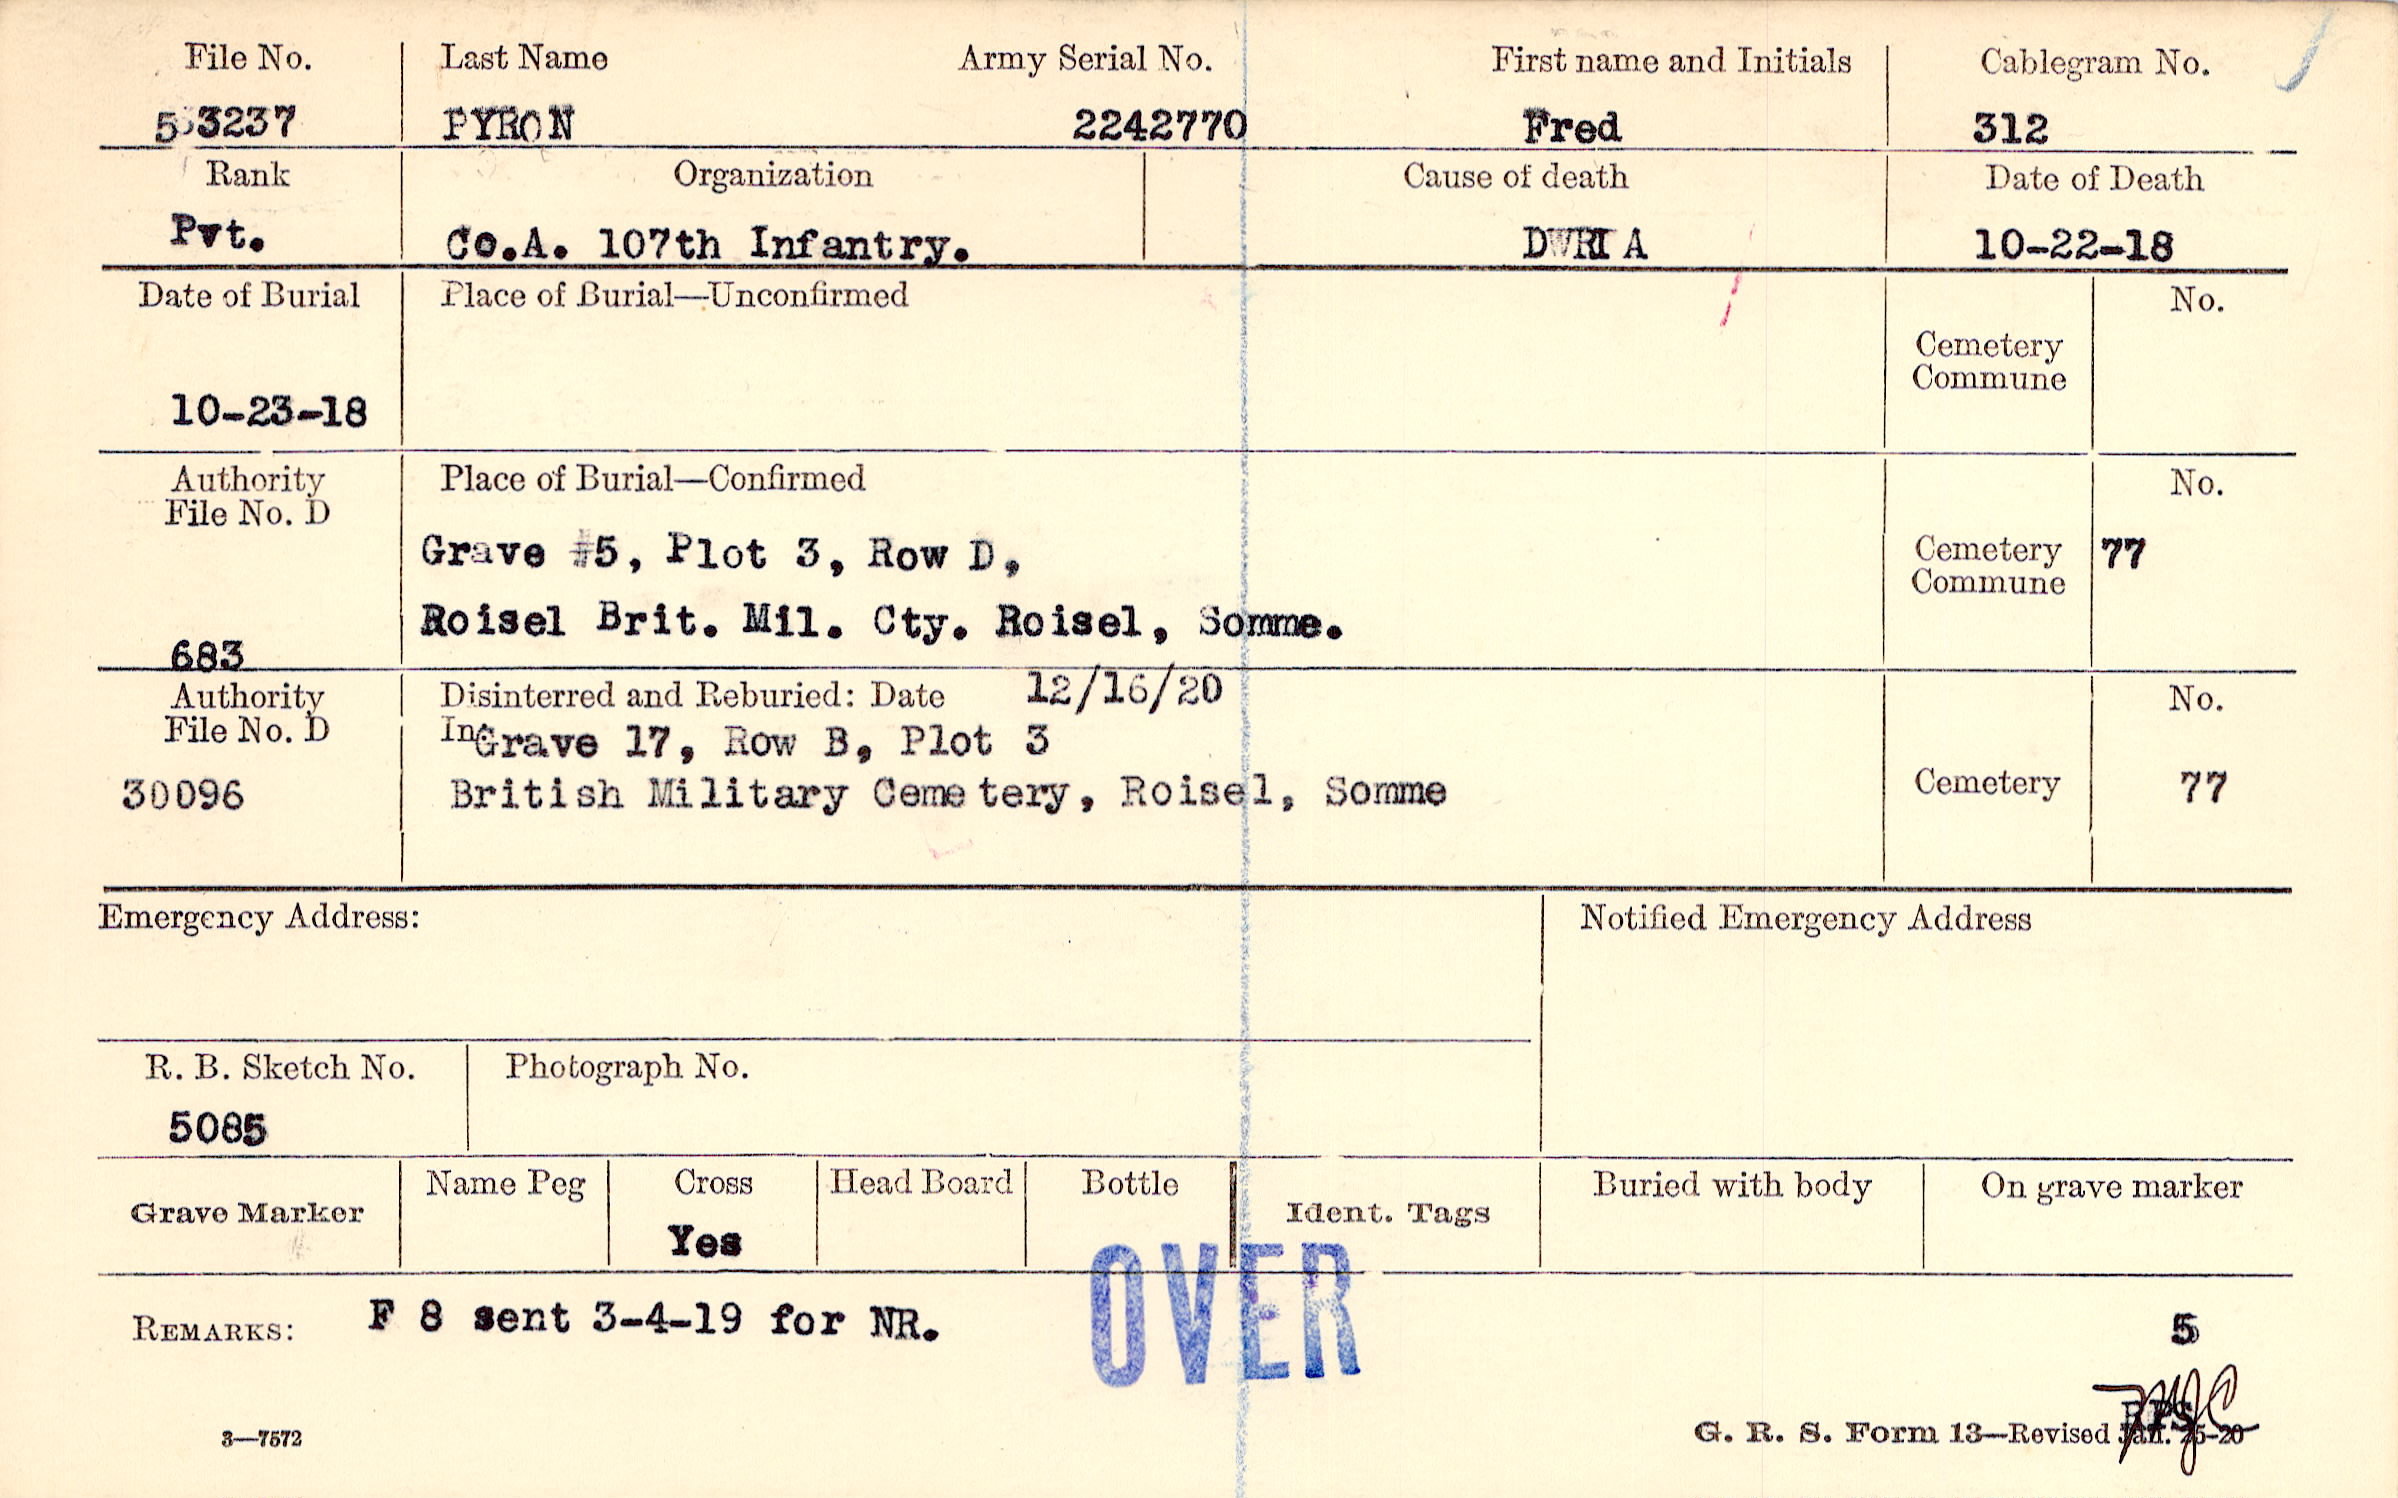 File No. Last Name Army Serial No. First name and Initials Cablegram No.
PYRON 2242770 Fred 312
Rank Organization Cause of death Date of Death
Pvt. Co.A. 107th Infantry. DWRIA 10-22-18
Date of Burial Place of Burial—Unconfirmed No.
Cemetery
Commune
10-23-18
Authority Place of Burial—Confirmed No.
File No. D
Grave #5, Plot 3, Row D, Cemetery 77
Commune
Roisel Brit. Mil. Cty. Roisel, Somme.
683
Authority Disinterred and Reburied: Date 12/16/20 No.
File No. D In Grave 17, Row B, Plot 3
30096 British Military Cemetery, Roisel, Somme Cemetery 77
Emergency Address: Notified Emergency Address
R. B. Sketch No. Photograph No.
5085
Grave Marker Name Peg Cross Head Board Bottle Ident. Tags Buried with body On grave marker
Yes
OVER
REMARKS: F 8 sent 3-4-19 for NR.
5
3—7572 G. R. S. Form 13—Revised Jan. 25-20